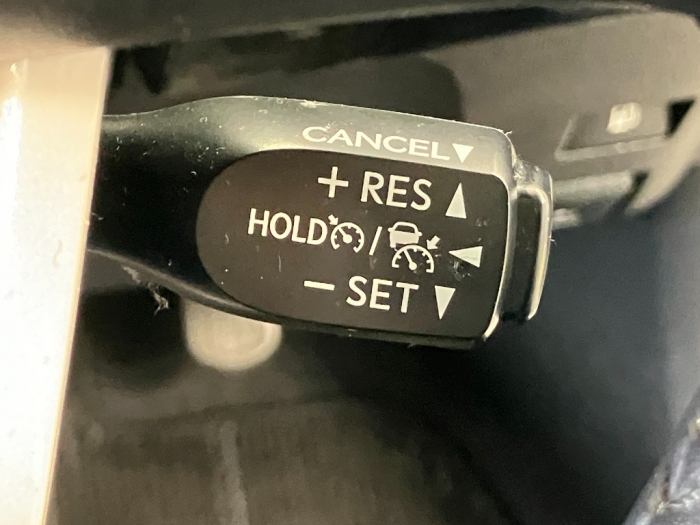 CANCEL▼
+ RES ▲
HOLD / ◀
− SET ▼